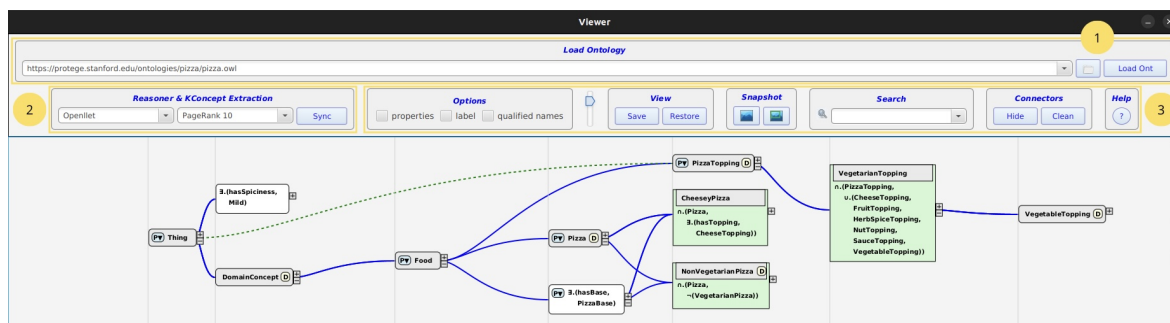 Viewer
1
Load Ontology
https://protege.stanford.edu/ontologies/pizza/pizza.owl
Load Ont
2
Reasoner & KConcept Extraction
Openllet
PageRank 10
Sync
Options
properties
label
qualified names
View
Save
Restore
Snapshot
Search
Connectors
Hide
Clean
Help
?
3
∃.(hasSpiciness,
Mild)
P▼ Thing
DomainConcept D
P▼ Food
P▼ PizzaTopping D
CheeseyPizza
∩.(Pizza,
∃.(hasTopping,
CheeseTopping))
P▼ Pizza D
P▼ ∃.(hasBase,
PizzaBase)
NonVegetarianPizza D
∩.(Pizza,
¬(VegetarianPizza))
VegetarianTopping
∩.(PizzaTopping,
∪.(CheeseTopping,
FruitTopping,
HerbSpiceTopping,
NutTopping,
SauceTopping,
VegetableTopping))
VegetableTopping D